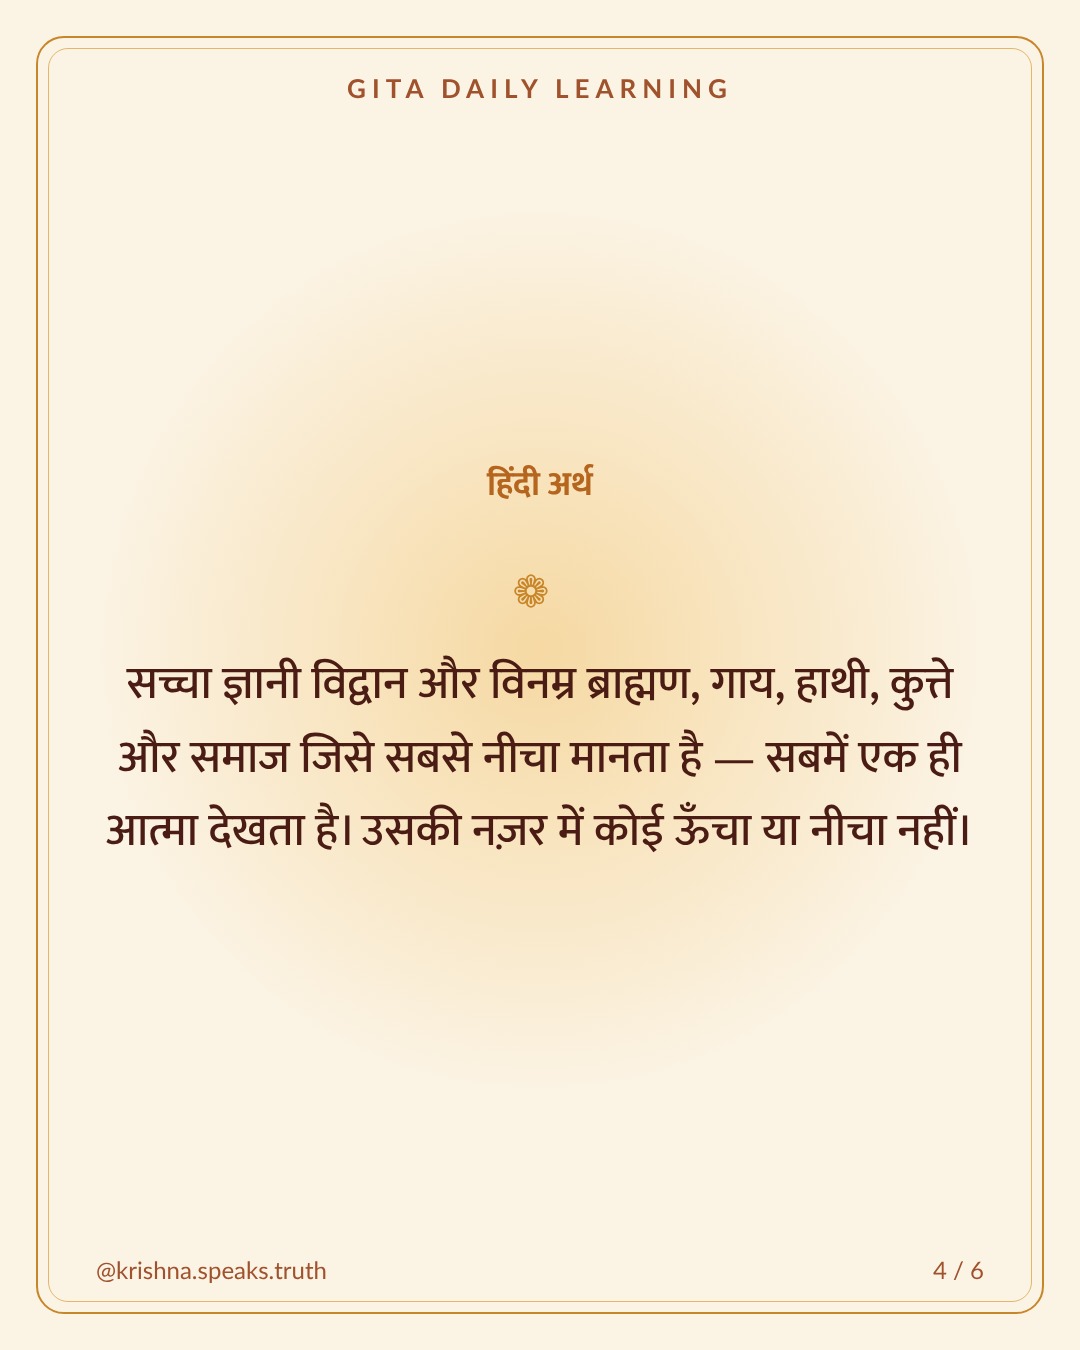 GITA DAILY LEARNING
हिंदी अर्थ
सच्चा ज्ञानी विद्वान और विनम्र ब्राह्मण, गाय, हाथी, कुत्ते
और समाज जिसे सबसे नीचा मानता है — सबमें एक ही
आत्मा देखता है। उसकी नज़र में कोई ऊँचा या नीचा नहीं।
@krishna.speaks.truth
4 / 6